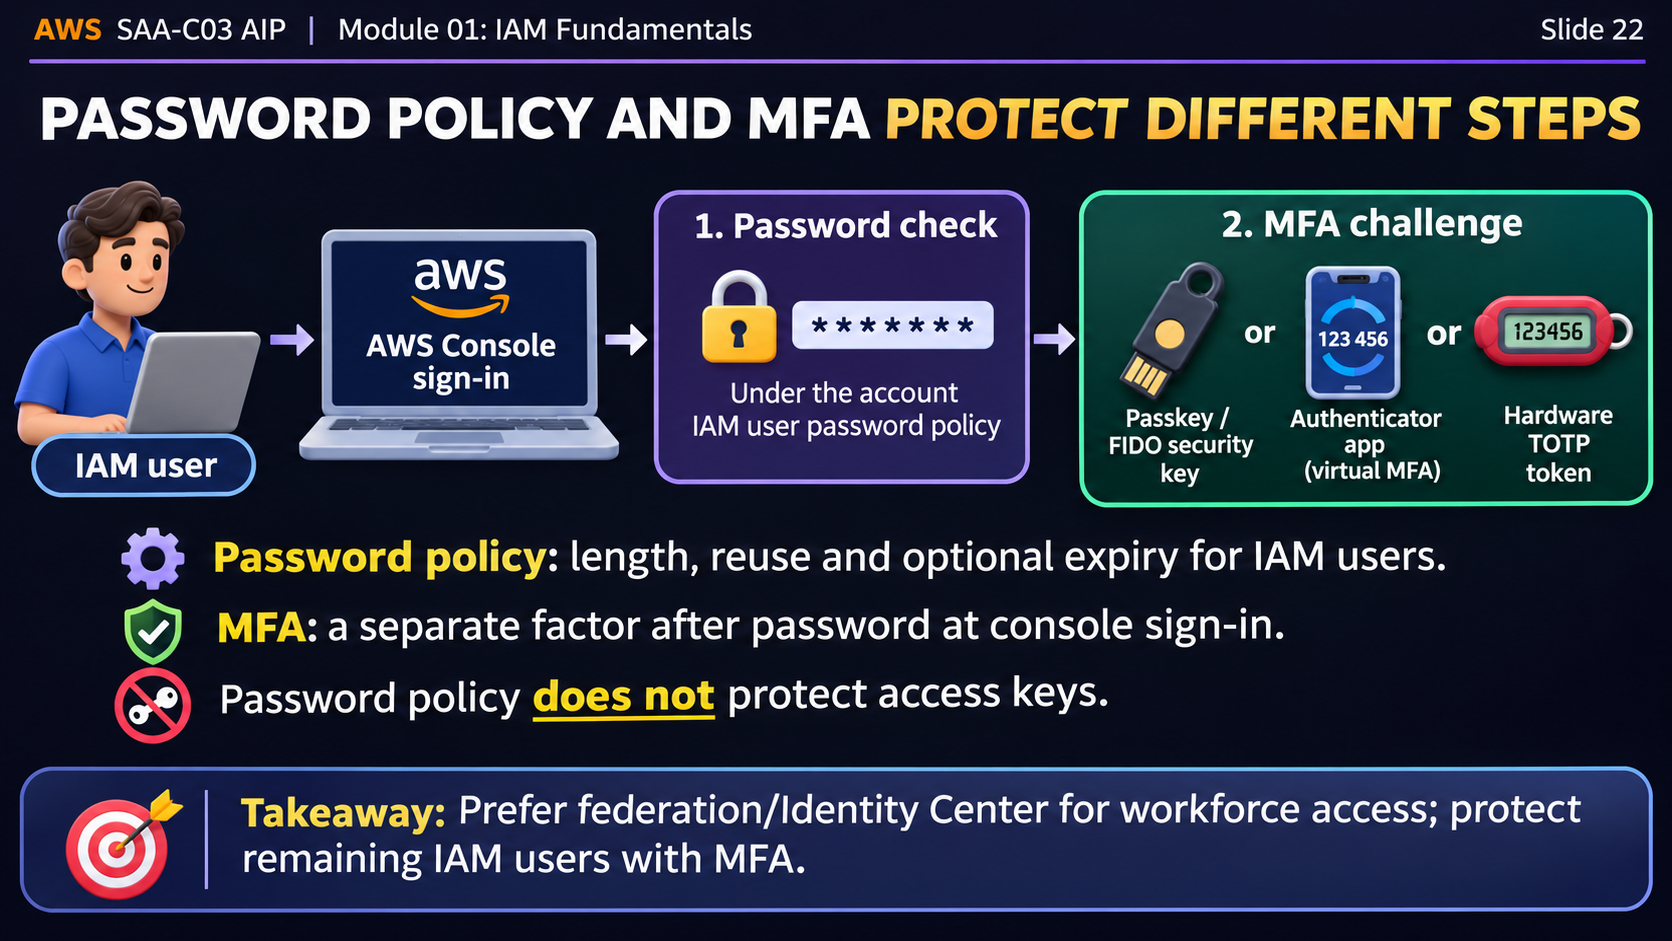 AWS SAA-C03 AIP | Module 01: IAM Fundamentals
Slide 22
PASSWORD POLICY AND MFA PROTECT DIFFERENT STEPS
IAM user
aws
AWS Console
sign-in
1. Password check
*******
Under the account
IAM user password policy
2. MFA challenge
Passkey /
FIDO security
key
or
123 456
Authenticator
app
(virtual MFA)
or
123456
Hardware
TOTP
token
Password policy: length, reuse and optional expiry for IAM users.
MFA: a separate factor after password at console sign-in.
Password policy does not protect access keys.
Takeaway: Prefer federation/Identity Center for workforce access; protect
remaining IAM users with MFA.